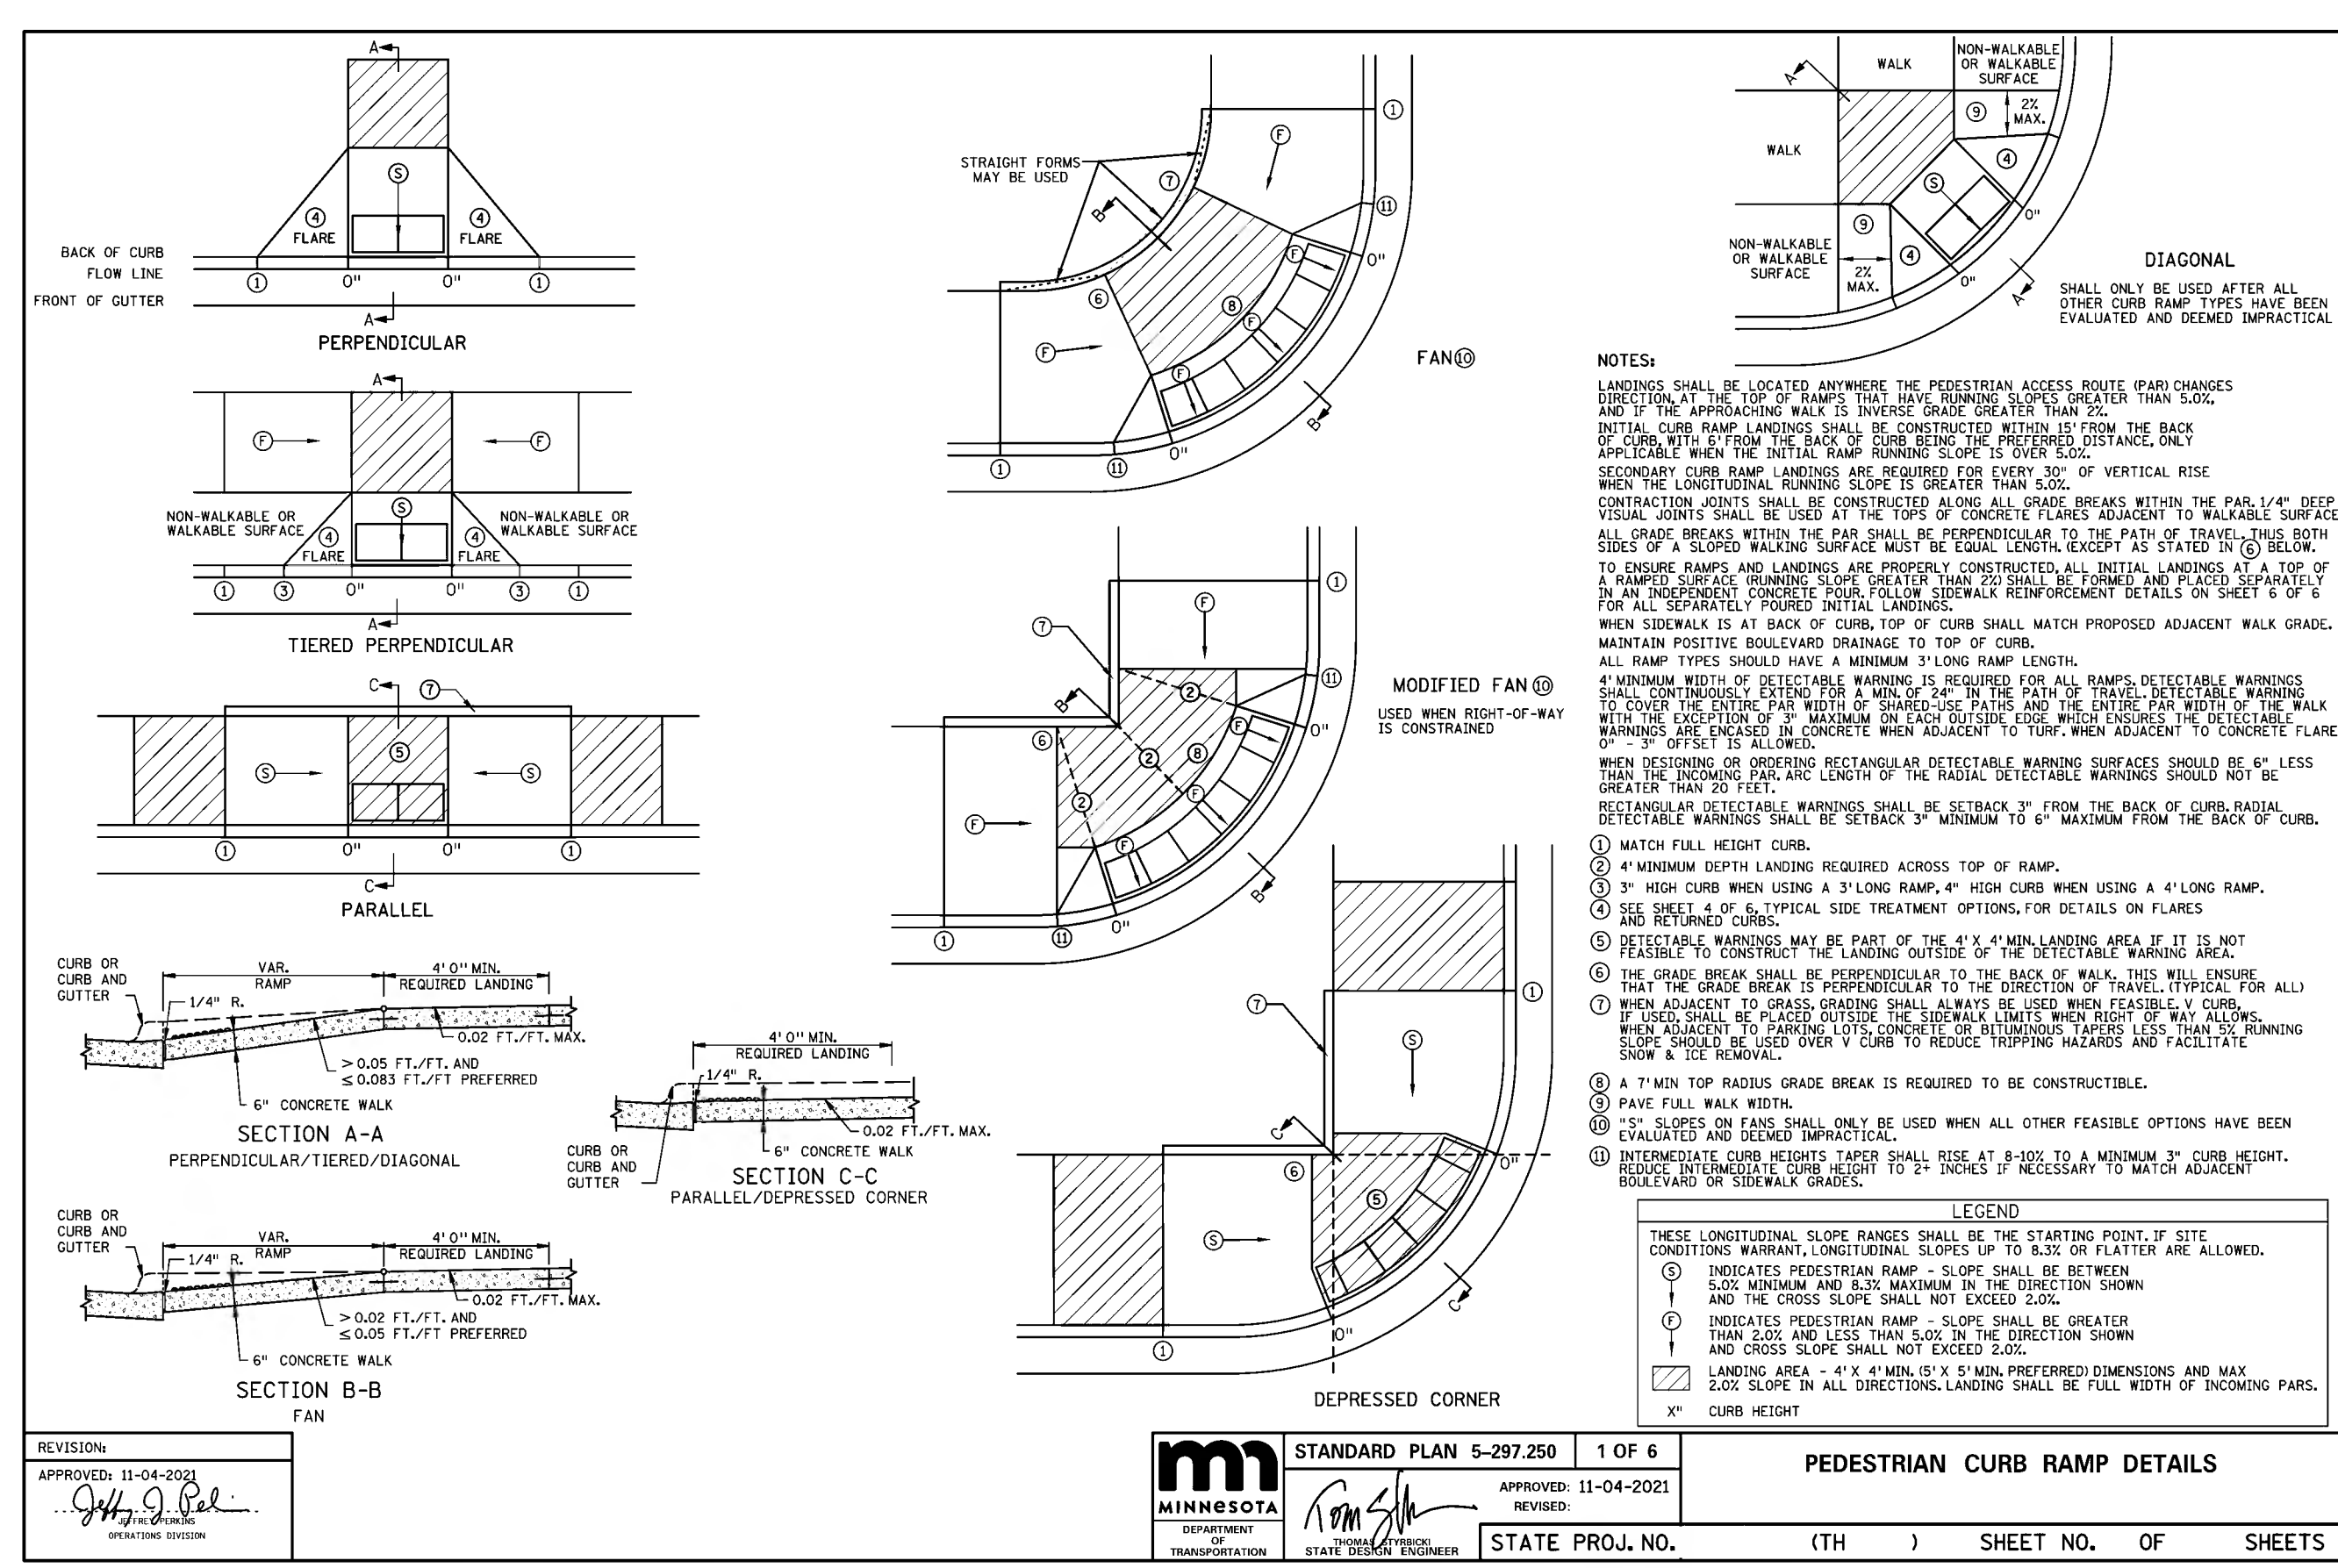 A
S
4
FLARE
4
FLARE
BACK OF CURB
FLOW LINE
FRONT OF GUTTER
1
0"
0"
1
A
PERPENDICULAR
A
F
F
S
NON-WALKABLE OR
WALKABLE SURFACE
NON-WALKABLE OR
WALKABLE SURFACE
4
FLARE
4
FLARE
1
3
0"
0"
3
1
A
TIERED PERPENDICULAR
C
7
5
S
S
1
0"
0"
1
C
PARALLEL
CURB OR
CURB AND
GUTTER
VAR.
RAMP
4' 0" MIN.
REQUIRED LANDING
1/4" R.
0.02 FT./FT. MAX.
> 0.05 FT./FT. AND
≤ 0.083 FT./FT PREFERRED
6" CONCRETE WALK
SECTION A-A
PERPENDICULAR/TIERED/DIAGONAL
4' 0" MIN.
REQUIRED LANDING
1/4" R.
0.02 FT./FT. MAX.
CURB OR
CURB AND
GUTTER
6" CONCRETE WALK
SECTION C-C
PARALLEL/DEPRESSED CORNER
CURB OR
CURB AND
GUTTER
VAR.
RAMP
4' 0" MIN.
REQUIRED LANDING
1/4" R.
0.02 FT./FT. MAX.
> 0.02 FT./FT. AND
≤ 0.05 FT./FT PREFERRED
6" CONCRETE WALK
SECTION B-B
FAN
1
F
STRAIGHT FORMS
MAY BE USED
7
B
11
F
0"
6
8
F
F
F
FAN 10
B
0"
1
11
1
F
7
2
11
MODIFIED FAN 10
USED WHEN RIGHT-OF-WAY
IS CONSTRAINED
B
F
0"
6
2
8
F
2
F
F
B
0"
1
11
7
1
S
C
0"
6
5
S
C
0"
1
DEPRESSED CORNER
WALK
NON-WALKABLE
OR WALKABLE
SURFACE
A
9
2%
MAX.
WALK
4
S
0"
9
NON-WALKABLE
OR WALKABLE
SURFACE
2%
MAX.
4
0"
A
DIAGONAL
SHALL ONLY BE USED AFTER ALL
OTHER CURB RAMP TYPES HAVE BEEN
EVALUATED AND DEEMED IMPRACTICAL
NOTES:
LANDINGS SHALL BE LOCATED ANYWHERE THE PEDESTRIAN ACCESS ROUTE (PAR) CHANGES
DIRECTION, AT THE TOP OF RAMPS THAT HAVE RUNNING SLOPES GREATER THAN 5.0%,
AND IF THE APPROACHING WALK IS INVERSE GRADE GREATER THAN 2%.
INITIAL CURB RAMP LANDINGS SHALL BE CONSTRUCTED WITHIN 15' FROM THE BACK
OF CURB, WITH 6' FROM THE BACK OF CURB BEING THE PREFERRED DISTANCE, ONLY
APPLICABLE WHEN THE INITIAL RAMP RUNNING SLOPE IS OVER 5.0%.
SECONDARY CURB RAMP LANDINGS ARE REQUIRED FOR EVERY 30" OF VERTICAL RISE
WHEN THE LONGITUDINAL RUNNING SLOPE IS GREATER THAN 5.0%.
CONTRACTION JOINTS SHALL BE CONSTRUCTED ALONG ALL GRADE BREAKS WITHIN THE PAR. 1/4" DEEP
VISUAL JOINTS SHALL BE USED AT THE TOPS OF CONCRETE FLARES ADJACENT TO WALKABLE SURFACE
ALL GRADE BREAKS WITHIN THE PAR SHALL BE PERPENDICULAR TO THE PATH OF TRAVEL. THUS BOTH
SIDES OF A SLOPED WALKING SURFACE MUST BE EQUAL LENGTH. (EXCEPT AS STATED IN 6 BELOW.
TO ENSURE RAMPS AND LANDINGS ARE PROPERLY CONSTRUCTED, ALL INITIAL LANDINGS AT A TOP OF
A RAMPED SURFACE (RUNNING SLOPE GREATER THAN 2%) SHALL BE FORMED AND PLACED SEPARATELY
IN AN INDEPENDENT CONCRETE POUR. FOLLOW SIDEWALK REINFORCEMENT DETAILS ON SHEET 6 OF 6
FOR ALL SEPARATELY POURED INITIAL LANDINGS.
WHEN SIDEWALK IS AT BACK OF CURB, TOP OF CURB SHALL MATCH PROPOSED ADJACENT WALK GRADE.
MAINTAIN POSITIVE BOULEVARD DRAINAGE TO TOP OF CURB.
ALL RAMP TYPES SHOULD HAVE A MINIMUM 3' LONG RAMP LENGTH.
4' MINIMUM WIDTH OF DETECTABLE WARNING IS REQUIRED FOR ALL RAMPS. DETECTABLE WARNINGS
SHALL CONTINUOUSLY EXTEND FOR A MIN. OF 24" IN THE PATH OF TRAVEL. DETECTABLE WARNING
TO COVER THE ENTIRE PAR WIDTH OF SHARED-USE PATHS AND THE ENTIRE PAR WIDTH OF THE WALK
WITH THE EXCEPTION OF 3" MAXIMUM ON EACH OUTSIDE EDGE WHICH ENSURES THE DETECTABLE
WARNINGS ARE ENCASED IN CONCRETE WHEN ADJACENT TO TURF. WHEN ADJACENT TO CONCRETE FLARE
0" - 3" OFFSET IS ALLOWED.
WHEN DESIGNING OR ORDERING RECTANGULAR DETECTABLE WARNING SURFACES SHOULD BE 6" LESS
THAN THE INCOMING PAR. ARC LENGTH OF THE RADIAL DETECTABLE WARNINGS SHOULD NOT BE
GREATER THAN 20 FEET.
RECTANGULAR DETECTABLE WARNINGS SHALL BE SETBACK 3" FROM THE BACK OF CURB. RADIAL
DETECTABLE WARNINGS SHALL BE SETBACK 3" MINIMUM TO 6" MAXIMUM FROM THE BACK OF CURB.
1 MATCH FULL HEIGHT CURB.
2 4' MINIMUM DEPTH LANDING REQUIRED ACROSS TOP OF RAMP.
3 3" HIGH CURB WHEN USING A 3' LONG RAMP, 4" HIGH CURB WHEN USING A 4' LONG RAMP.
4 SEE SHEET 4 OF 6, TYPICAL SIDE TREATMENT OPTIONS, FOR DETAILS ON FLARES
AND RETURNED CURBS.
5 DETECTABLE WARNINGS MAY BE PART OF THE 4' X 4' MIN. LANDING AREA IF IT IS NOT
FEASIBLE TO CONSTRUCT THE LANDING OUTSIDE OF THE DETECTABLE WARNING AREA.
6 THE GRADE BREAK SHALL BE PERPENDICULAR TO THE BACK OF WALK. THIS WILL ENSURE
THAT THE GRADE BREAK IS PERPENDICULAR TO THE DIRECTION OF TRAVEL. (TYPICAL FOR ALL)
7 WHEN ADJACENT TO GRASS, GRADING SHALL ALWAYS BE USED WHEN FEASIBLE. V CURB,
IF USED, SHALL BE PLACED OUTSIDE THE SIDEWALK LIMITS WHEN RIGHT OF WAY ALLOWS.
WHEN ADJACENT TO PARKING LOTS, CONCRETE OR BITUMINOUS TAPERS LESS THAN 5% RUNNING
SLOPE SHOULD BE USED OVER V CURB TO REDUCE TRIPPING HAZARDS AND FACILITATE
SNOW & ICE REMOVAL.
8 A 7' MIN TOP RADIUS GRADE BREAK IS REQUIRED TO BE CONSTRUCTIBLE.
9 PAVE FULL WALK WIDTH.
10 "S" SLOPES ON FANS SHALL ONLY BE USED WHEN ALL OTHER FEASIBLE OPTIONS HAVE BEEN
EVALUATED AND DEEMED IMPRACTICAL.
11 INTERMEDIATE CURB HEIGHTS TAPER SHALL RISE AT 8-10% TO A MINIMUM 3" CURB HEIGHT.
REDUCE INTERMEDIATE CURB HEIGHT TO 2+ INCHES IF NECESSARY TO MATCH ADJACENT
BOULEVARD OR SIDEWALK GRADES.
LEGEND
THESE LONGITUDINAL SLOPE RANGES SHALL BE THE STARTING POINT. IF SITE
CONDITIONS WARRANT, LONGITUDINAL SLOPES UP TO 8.3% OR FLATTER ARE ALLOWED.
S INDICATES PEDESTRIAN RAMP - SLOPE SHALL BE BETWEEN
5.0% MINIMUM AND 8.3% MAXIMUM IN THE DIRECTION SHOWN
AND THE CROSS SLOPE SHALL NOT EXCEED 2.0%.
F INDICATES PEDESTRIAN RAMP - SLOPE SHALL BE GREATER
THAN 2.0% AND LESS THAN 5.0% IN THE DIRECTION SHOWN
AND CROSS SLOPE SHALL NOT EXCEED 2.0%.
LANDING AREA - 4' X 4' MIN. (5' X 5' MIN. PREFERRED) DIMENSIONS AND MAX
2.0% SLOPE IN ALL DIRECTIONS. LANDING SHALL BE FULL WIDTH OF INCOMING PARS.
X" CURB HEIGHT
REVISION:
APPROVED: 11-04-2021
JEFFREY PERKINS
OPERATIONS DIVISION
MINNESOTA
DEPARTMENT
OF
TRANSPORTATION
STANDARD PLAN 5-297.250
1 OF 6
APPROVED: 11-04-2021
REVISED:
THOMAS STYRBICKI
STATE DESIGN ENGINEER
PEDESTRIAN CURB RAMP DETAILS
STATE PROJ. NO. (TH ) SHEET NO. OF SHEETS